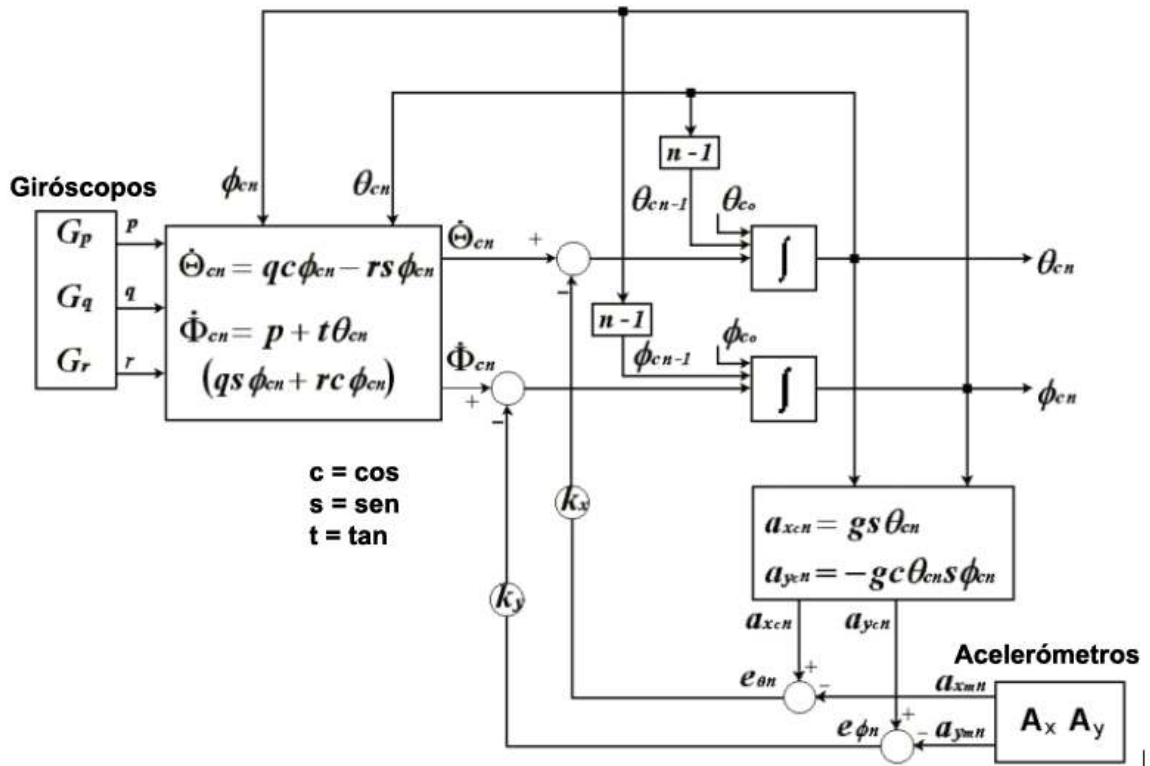 n - 1
Giróscopos
ϕcn
θcn
θcn-1
θco
Gp
p
Θ̇cn = qcϕcn - rsϕcn
Θ̇cn
+
-
∫
θcn
Gq
q
Φ̇cn = p + tθcn
n - 1
ϕco
Gr
r
(qsϕcn + rcϕcn)
Φ̇cn
+
-
ϕcn-1
∫
ϕcn
c = cos
s = sen
t = tan
kx
axcn = gsθcn
aycn = -gcθcnsϕcn
ky
axcn
aycn
Acelerómetros
eθn
+
-
axmn
Ax Ay
eϕn
+
-
aymn